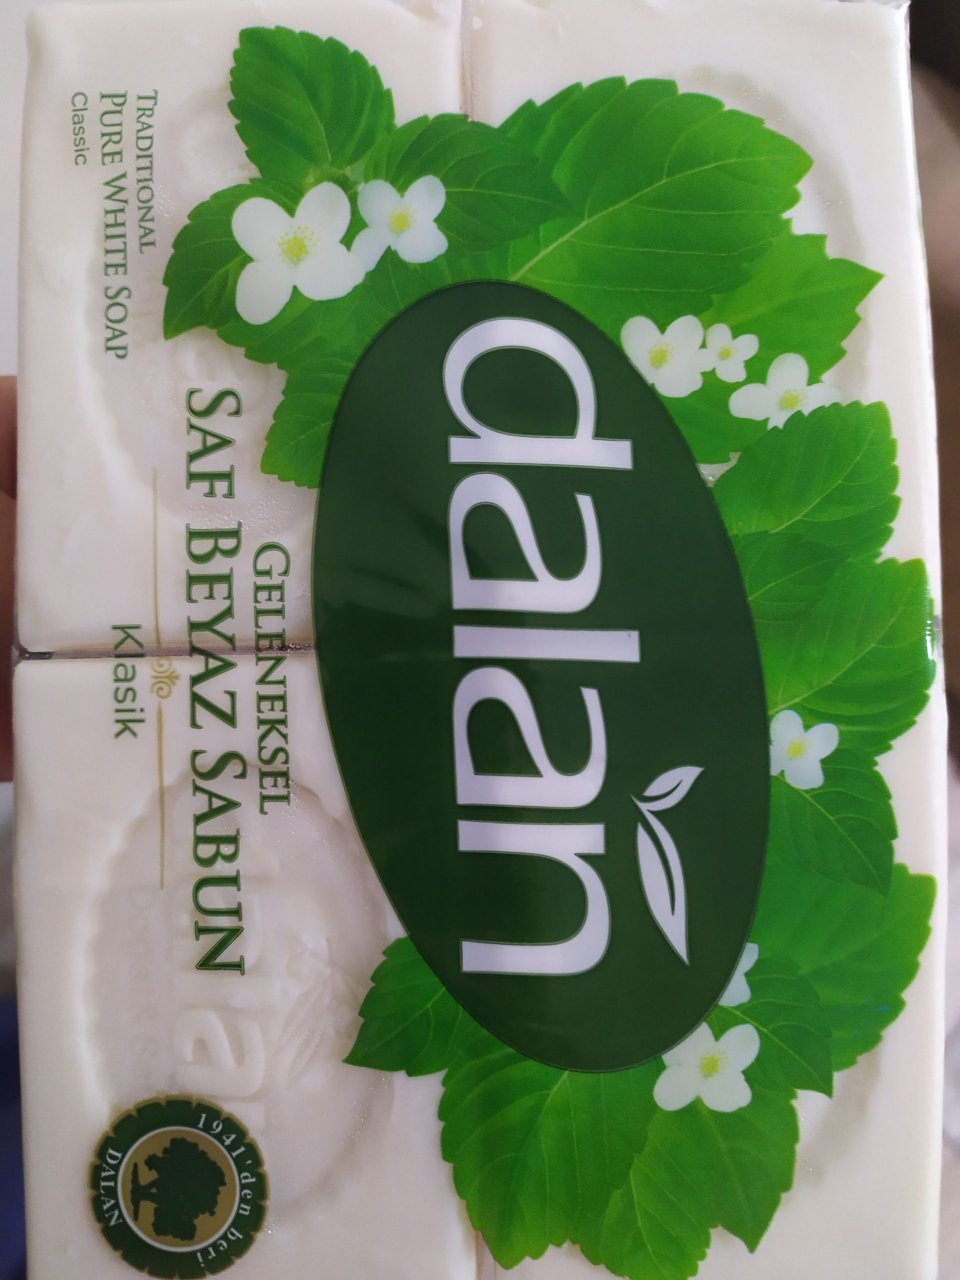 dalan
GELENEKSEL
SAF BEYAZ SABUN
Klasik
TRADITIONAL
PURE WHITE SOAP
Classic
1941'den beri
DALAN